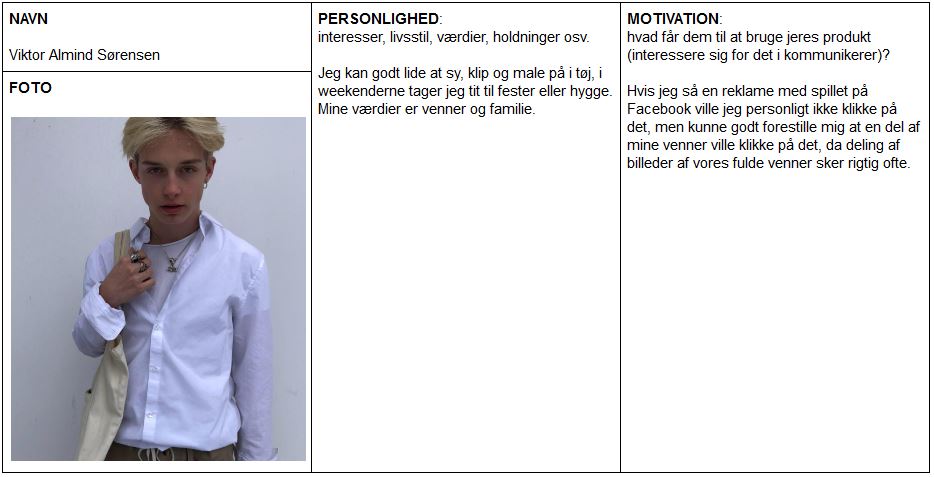 NAVN
Viktor Almind Sørensen
FOTO
PERSONLIGHED:
interesser, livsstil, værdier, holdninger osv.
Jeg kan godt lide at sy, klip og male på i tøj, i
weekenderne tager jeg tit til fester eller hygge.
Mine værdier er venner og familie.
MOTIVATION:
hvad får dem til at bruge jeres produkt
(interessere sig for det i kommunikerer)?
Hvis jeg så en reklame med spillet på
Facebook ville jeg personligt ikke klikke på
det, men kunne godt forestille mig at en del af
mine venner ville klikke på det, da deling af
billeder af vores fulde venner sker rigtig ofte.